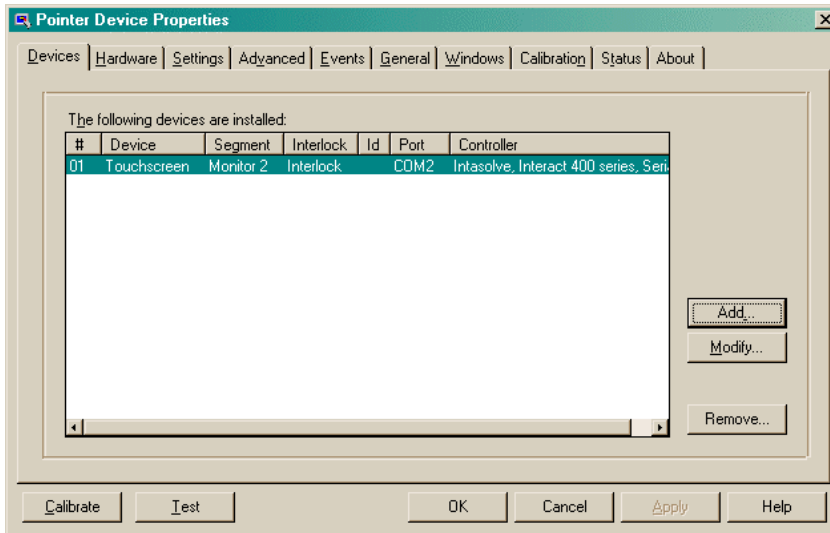 Pointer Device Properties
Devices Hardware Settings Advanced Events General Windows Calibration Status About
The following devices are installed:
# Device Segment Interlock Id Port Controller
01 Touchscreen Monitor 2 Interlock COM2 Intasolve, Interact 400 series, Seri
Add...
Modify...
Remove...
Calibrate Test OK Cancel Apply Help